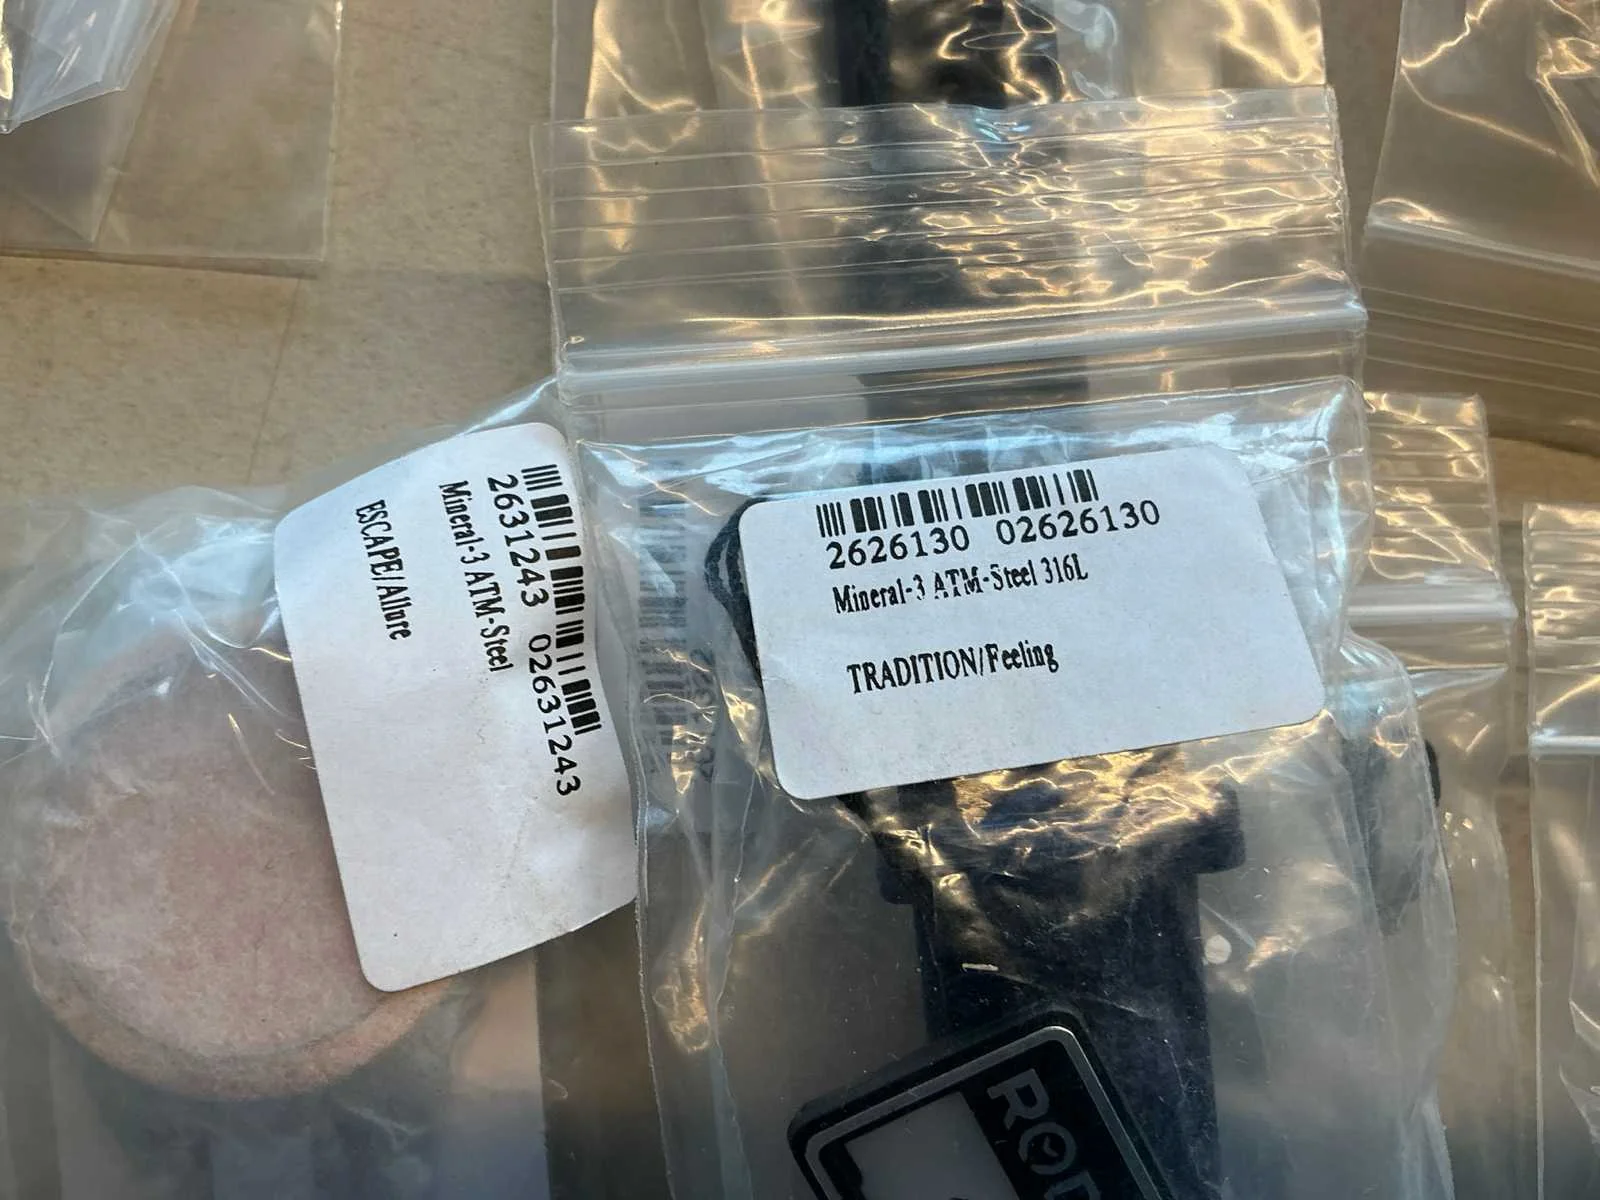 2631243 02631243
Mineral-3 ATM-Steel
ESCAPE/Allure
2626130 02626130
Mineral-3 ATM-Steel 316L
TRADITION/Feeling